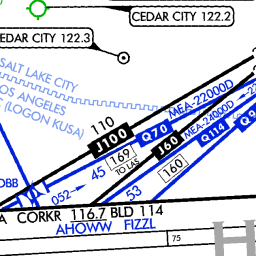 CEDAR CITY 122.2
CEDAR CITY 122.3
SALT LAKE CITY
OS ANGELES
(LOGON KUSA)
110
J100
Q70
MEA-22000D
169
TO LAS
J60
MEA-24000D
Q114
45
160
052
53
CORKR 116.7 BLD 114
AHOWW FIZZL
75